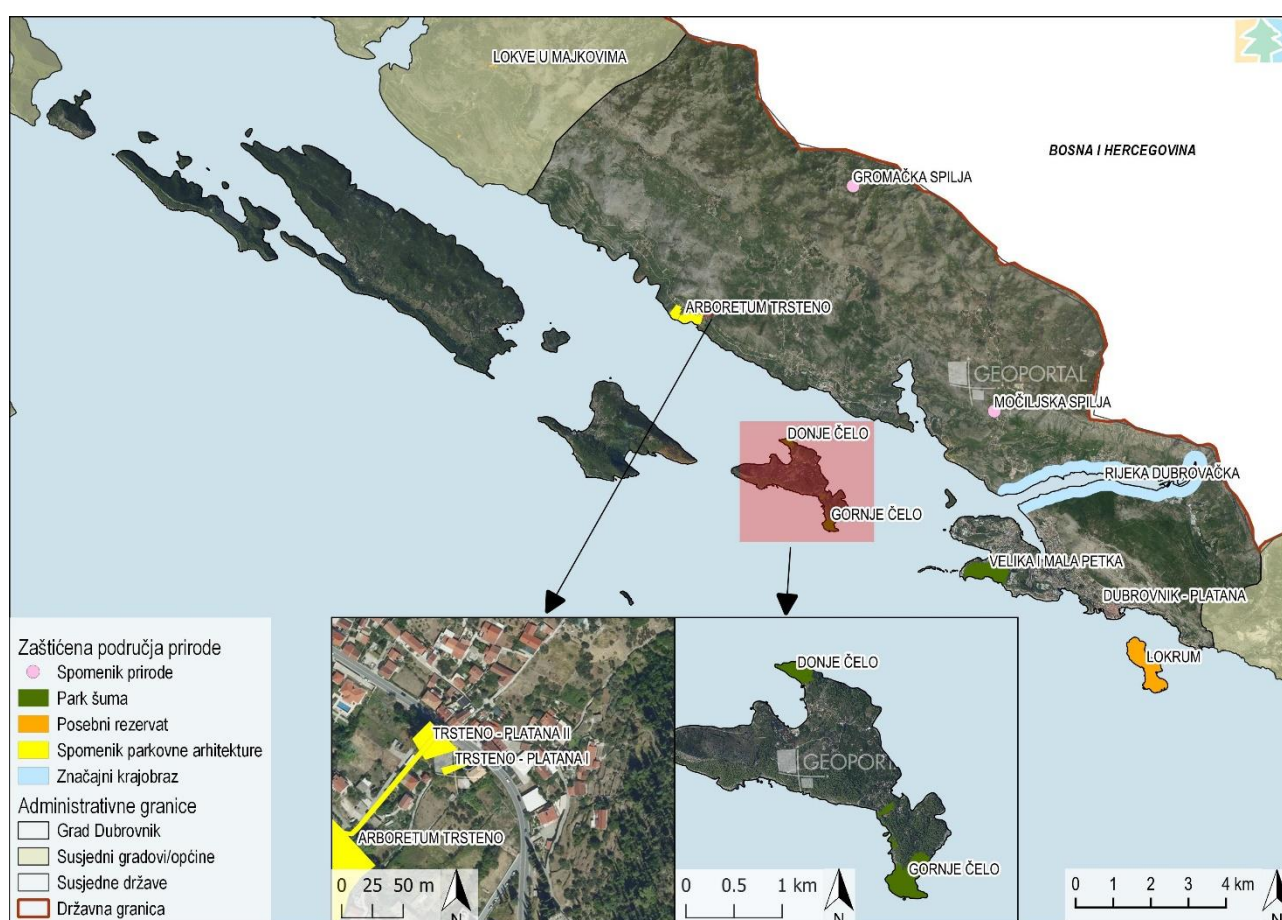 LOKVE U MAJKOVIMA
BOSNA I HERCEGOVINA
GROMAČKA SPILJA
ARBORETUM TRSTENO
GEOPORTAL
MOČILJSKA SPILJA
DONJE ČELO
RIJEKA DUBROVAČKA
GORNJE ČELO
VELIKA I MALA PETKA
DUBROVNIK - PLATANA
LOKRUM
Zaštićena područja prirode
Spomenik prirode
Park šuma
Posebni rezervat
Spomenik parkovne arhitekture
Značajni krajobraz
Administrativne granice
Grad Dubrovnik
Susjedni gradovi/općine
Susjedne države
Državna granica
TRSTENO - PLATANA II
TRSTENO - PLATANA I
ARBORETUM TRSTENO
0 25 50 m
N
DONJE ČELO
GEOPORT
GORNJE ČELO
0 0.5 1 km
N
0 1 2 3 4 km
N